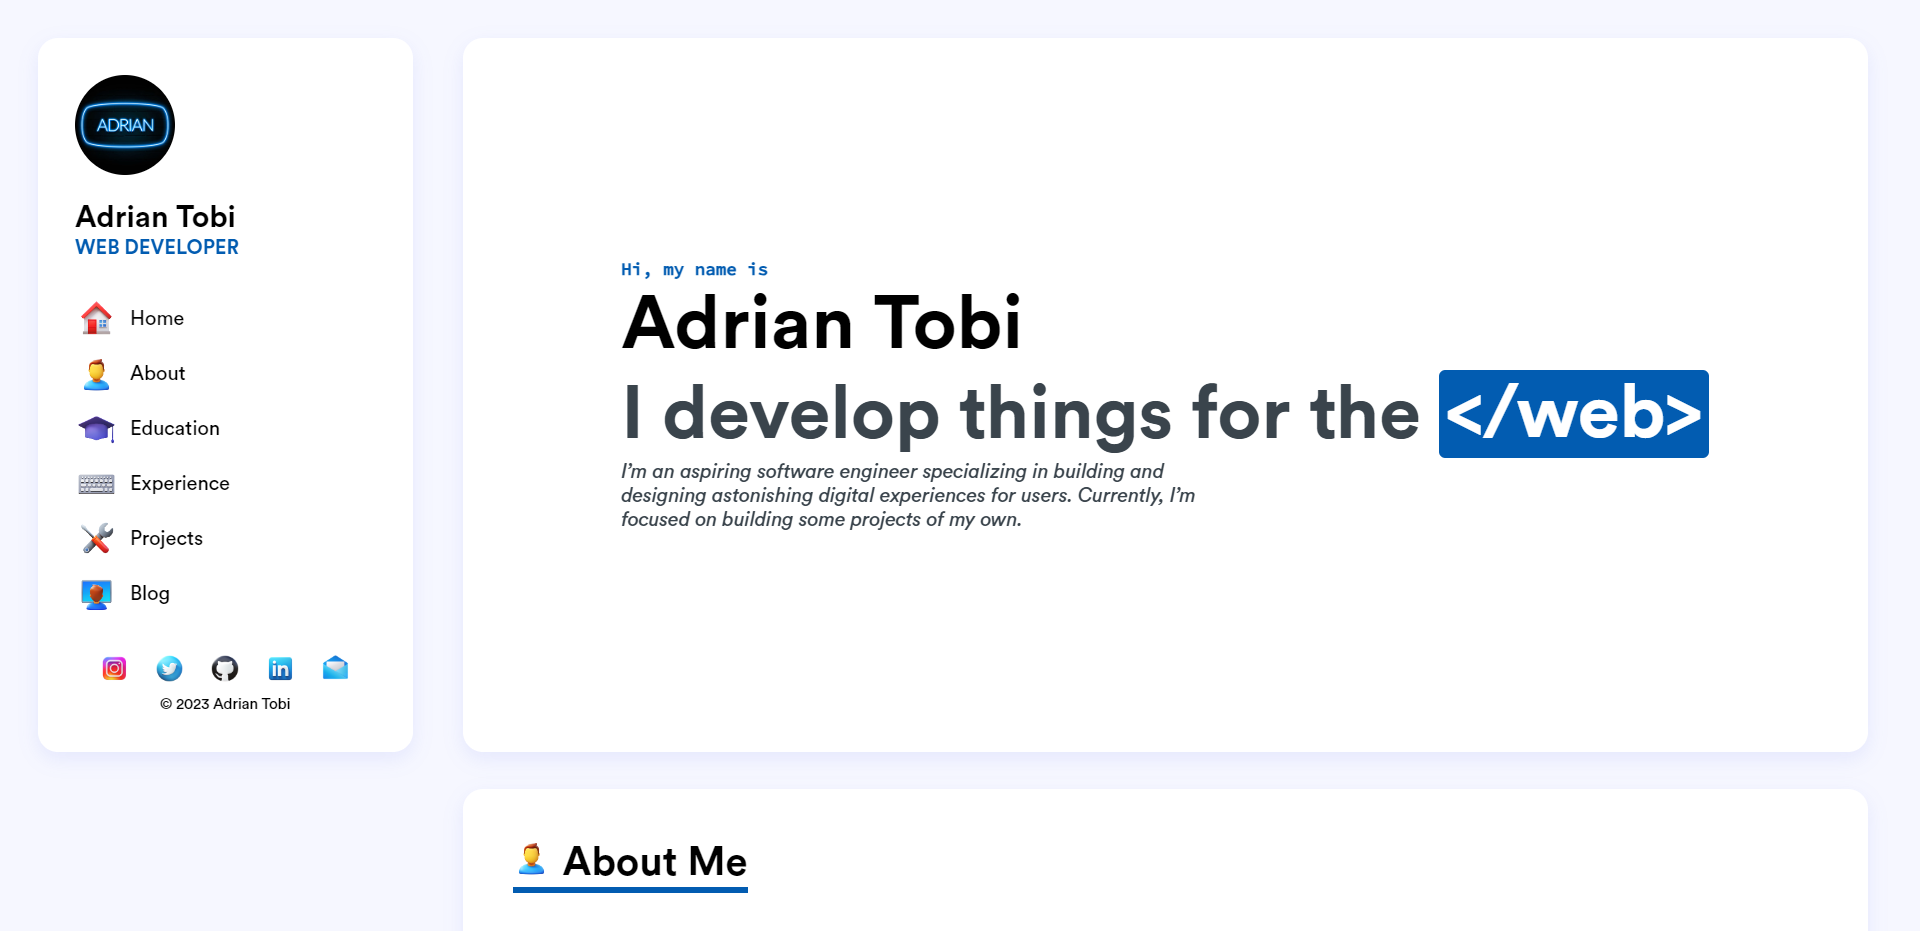 ADRIAN
Adrian Tobi
WEB DEVELOPER
Home
About
Education
Experience
Projects
Blog
in
© 2023 Adrian Tobi
Hi, my name is
Adrian Tobi
I develop things for the </web>
I’m an aspiring software engineer specializing in building and
designing astonishing digital experiences for users. Currently, I’m
focused on building some projects of my own.
About Me